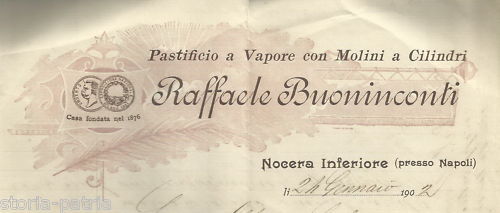 Pastificio a Vapore con Molini a Cilindri
Raffaele Buoninconti
Casa fondata nel 1876
Nocera Inferiore (presso Napoli)
li 24 Gennaio 1902
storia-patria